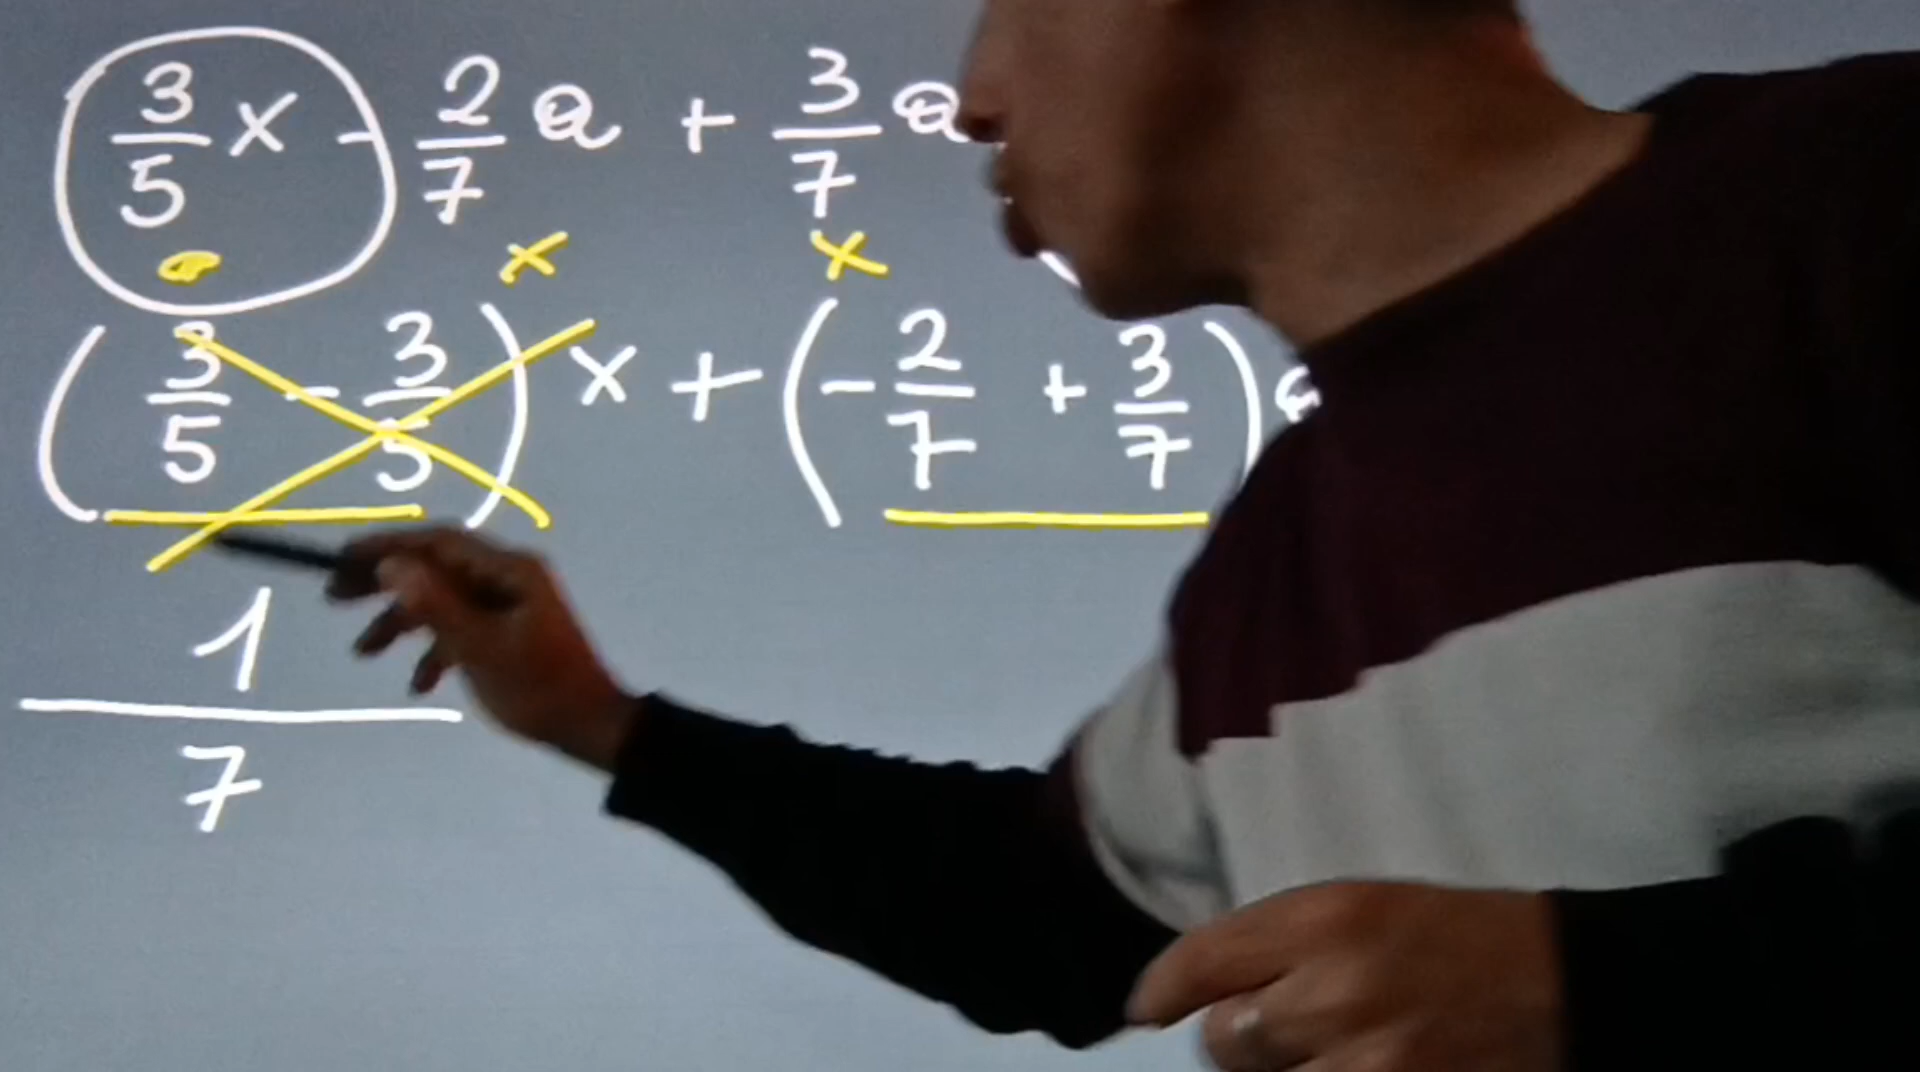 3/5 x - 2/7 a + 3/7 a
(3/5 - 3/5) x + (- 2/7 + 3/7)
1/7